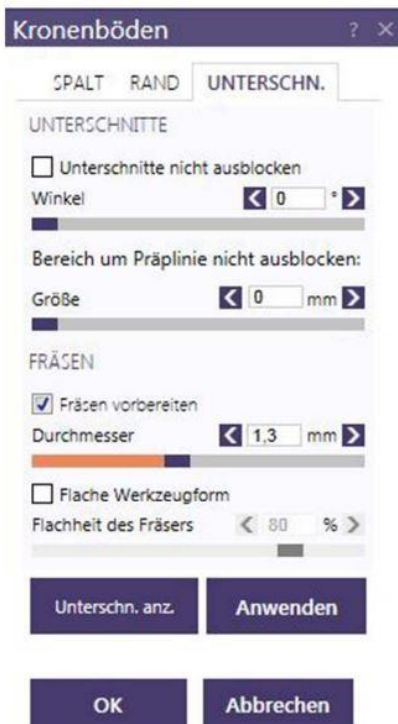 Kronenböden ? ×
SPALT RAND UNTERSCHN.
UNTERSCHNITTE
Unterschnitte nicht ausblocken
Winkel 0 °
Bereich um Präplinie nicht ausblocken:
Größe 0 mm
FRÄSEN
Fräsen vorbereiten
Durchmesser 1,3 mm
Flache Werkzeugform
Flachheit des Fräsers 80 %
Unterschn. anz. Anwenden
OK Abbrechen